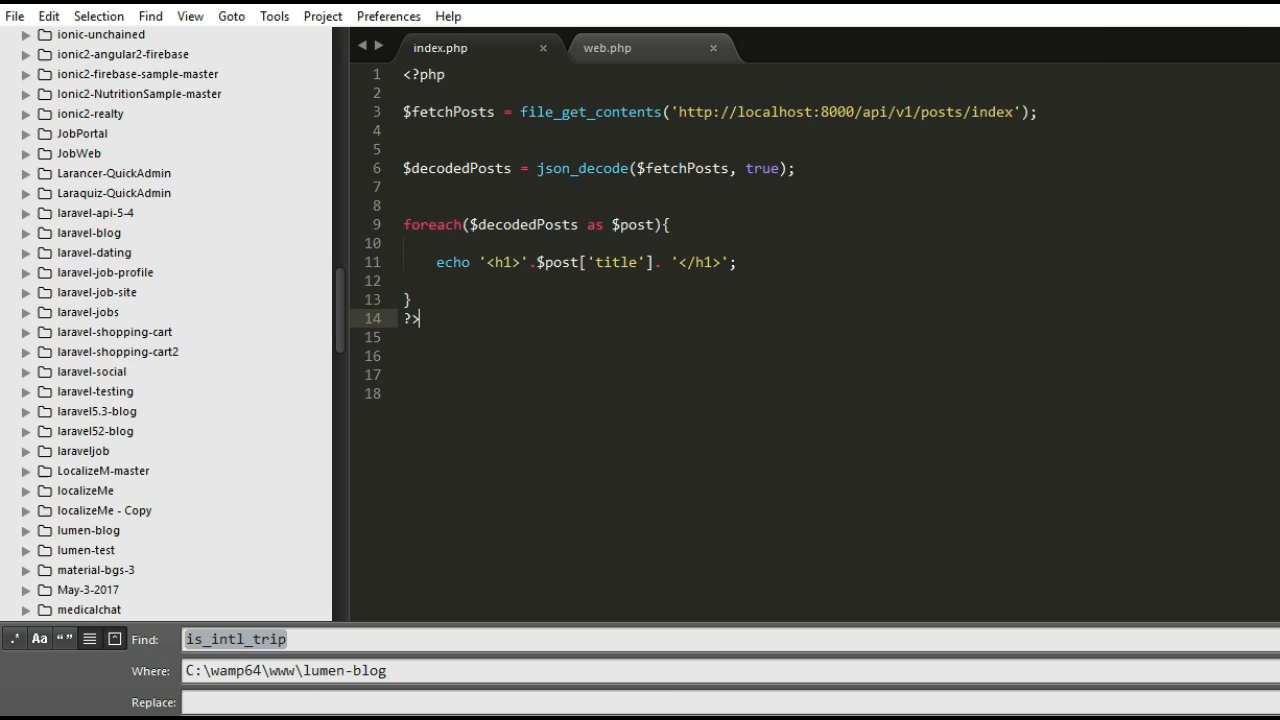 File Edit Selection Find View Goto Tools Project Preferences Help
ionic-unchained
ionic2-angular2-firebase
ionic2-firebase-sample-master
Ionic2-NutritionSample-master
ionic2-realty
JobPortal
JobWeb
Larancer-QuickAdmin
Laraquiz-QuickAdmin
laravel-api-5-4
laravel-blog
laravel-dating
laravel-job-profile
laravel-job-site
laravel-jobs
laravel-shopping-cart
laravel-shopping-cart2
laravel-social
laravel-testing
laravel5.3-blog
laravel52-blog
laraveljob
LocalizeM-master
localizeMe
localizeMe - Copy
lumen-blog
lumen-test
material-bgs-3
May-3-2017
medicalchat
index.php × web.php ×
1 <?php
2
3 $fetchPosts = file_get_contents('http://localhost:8000/api/v1/posts/index');
4
5
6 $decodedPosts = json_decode($fetchPosts, true);
7
8
9 foreach($decodedPosts as $post){
10
11 echo '<h1>'.$post['title']. '</h1>';
12
13 }
14 ?>
15
16
17
18
.* Aa “” Find: is_intl_trip
Where: C:\wamp64\www\lumen-blog
Replace: